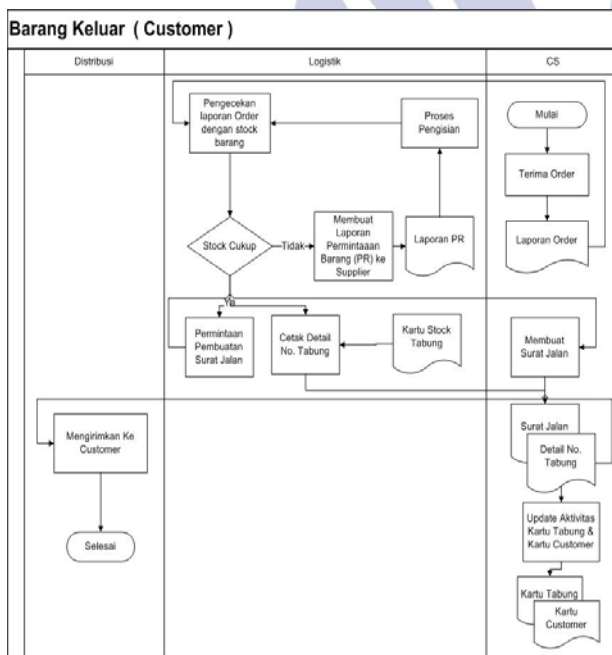 Barang Keluar ( Customer )
Distribusi
Logistik
CS
Pengecekan
laporan Order
dengan stock
barang
Proses
Pengisian
Mulai
Terima Order
Laporan Order
Stock Cukup
Tidak
Membuat
Laporan
Permintaaan
Barang (PR) ke
Supplier
Laporan PR
Ya
Permintaan
Pembuatan
Surat Jalan
Cetak Detail
No. Tabung
Kartu Stock
Tabung
Membuat
Surat Jalan
Mengirimkan Ke
Customer
Surat Jalan
Detail No.
Tabung
Selesai
Update Aktivitas
Kartu Tabung &
Kartu Customer
Kartu Tabung
Kartu
Customer